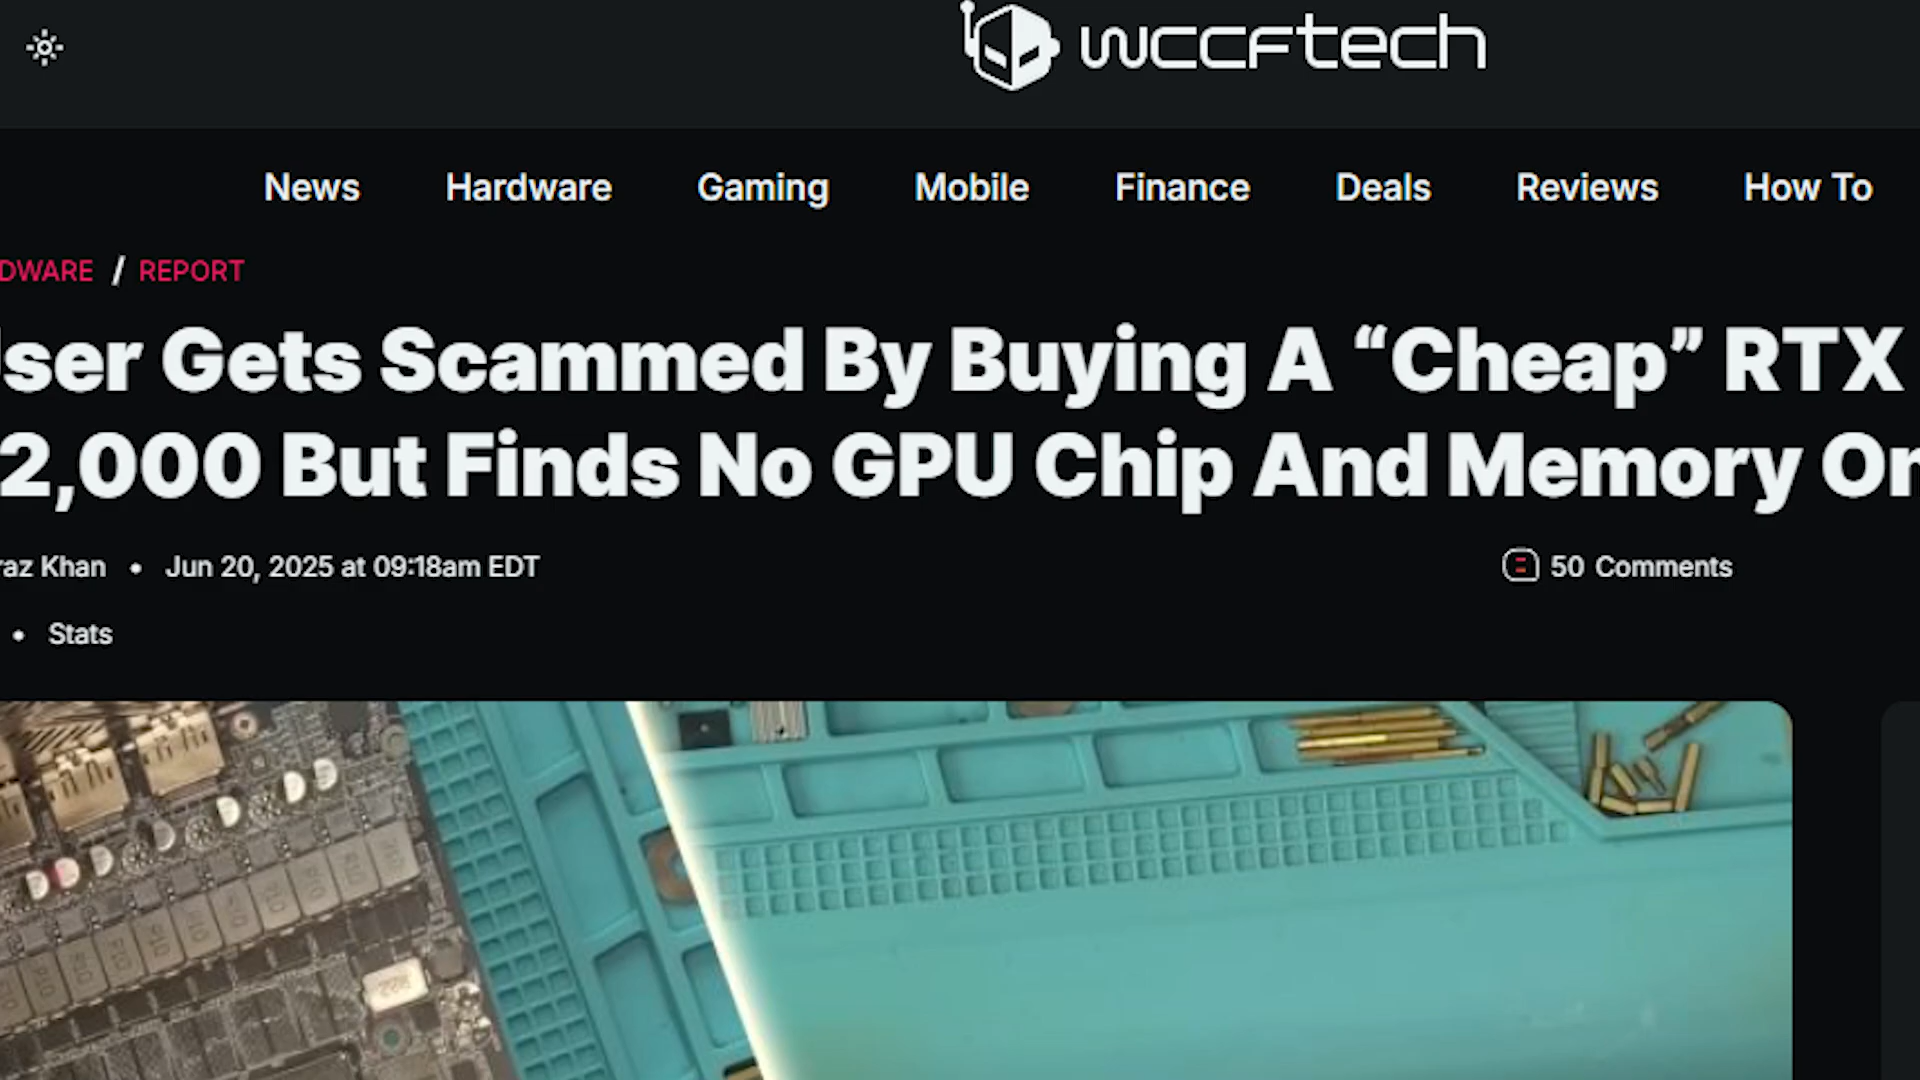 wccftech
News Hardware Gaming Mobile Finance Deals Reviews How To
DWARE / REPORT
ser Gets Scammed By Buying A “Cheap” RTX
2,000 But Finds No GPU Chip And Memory On
raz Khan • Jun 20, 2025 at 09:18am EDT 50 Comments
• Stats